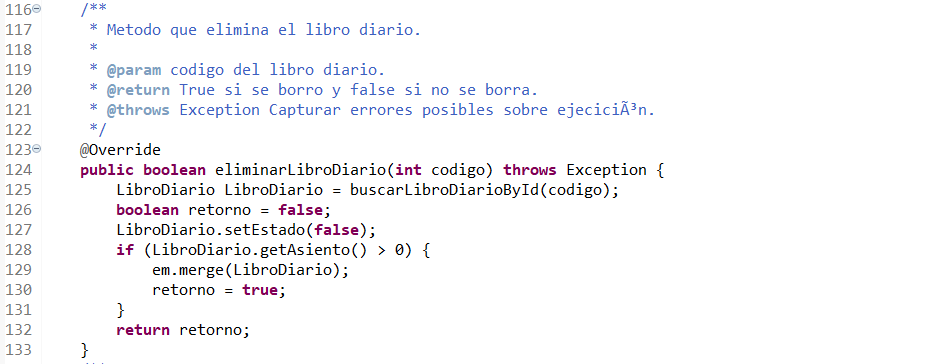 116 /**
117 * Metodo que elimina el libro diario.
118 *
119 * @param codigo del libro diario.
120 * @return True si se borro y false si no se borra.
121 * @throws Exception Capturar errores posibles sobre ejeciciÃ³n.
122 */
123 @Override
124 public boolean eliminarLibroDiario(int codigo) throws Exception {
125 LibroDiario LibroDiario = buscarLibroDiarioById(codigo);
126 boolean retorno = false;
127 LibroDiario.setEstado(false);
128 if (LibroDiario.getAsiento() > 0) {
129 em.merge(LibroDiario);
130 retorno = true;
131 }
132 return retorno;
133 }